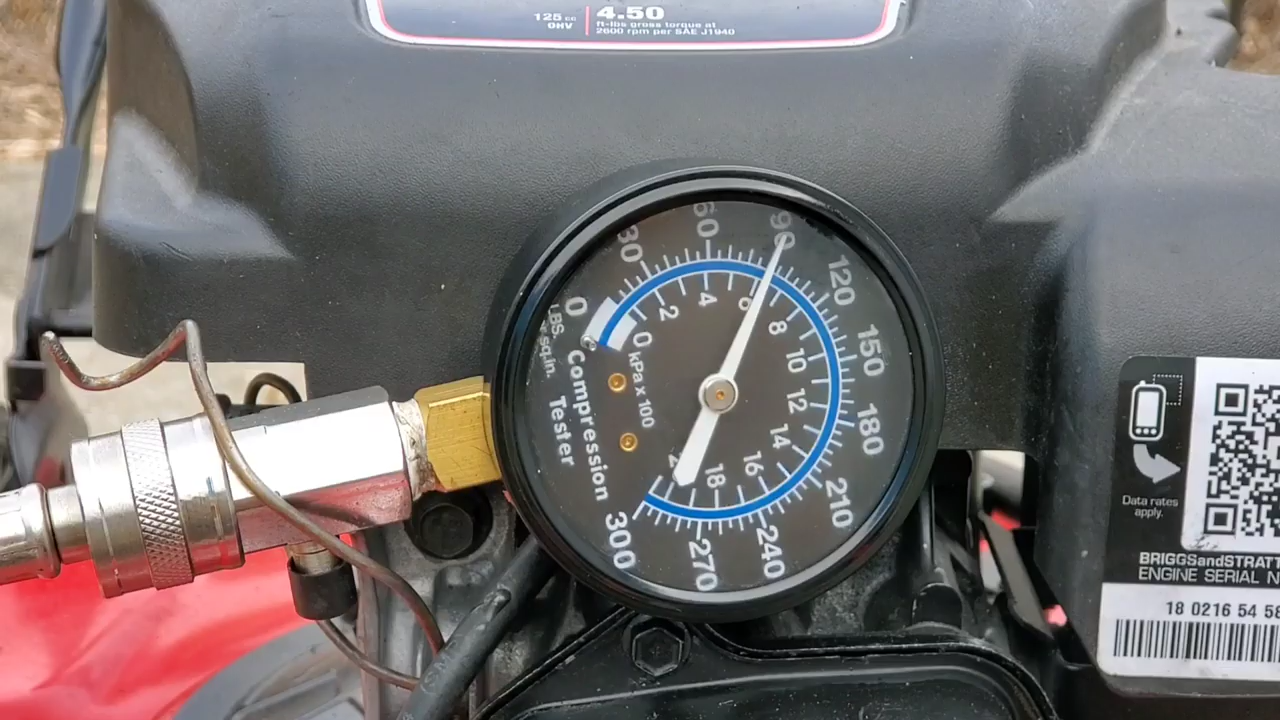 125 cc
OHV
4.50
ft-lbs gross torque at
2600 rpm per SAE J1940
0
30
60
90
120
150
180
210
240
270
300
0
2
4
6
8
10
12
14
16
18
LBS.
sq.in.
kPa x 100
Compression
Tester
Data rates
apply.
BRIGGSandSTRATT
ENGINE SERIAL N
18 0216 54 58